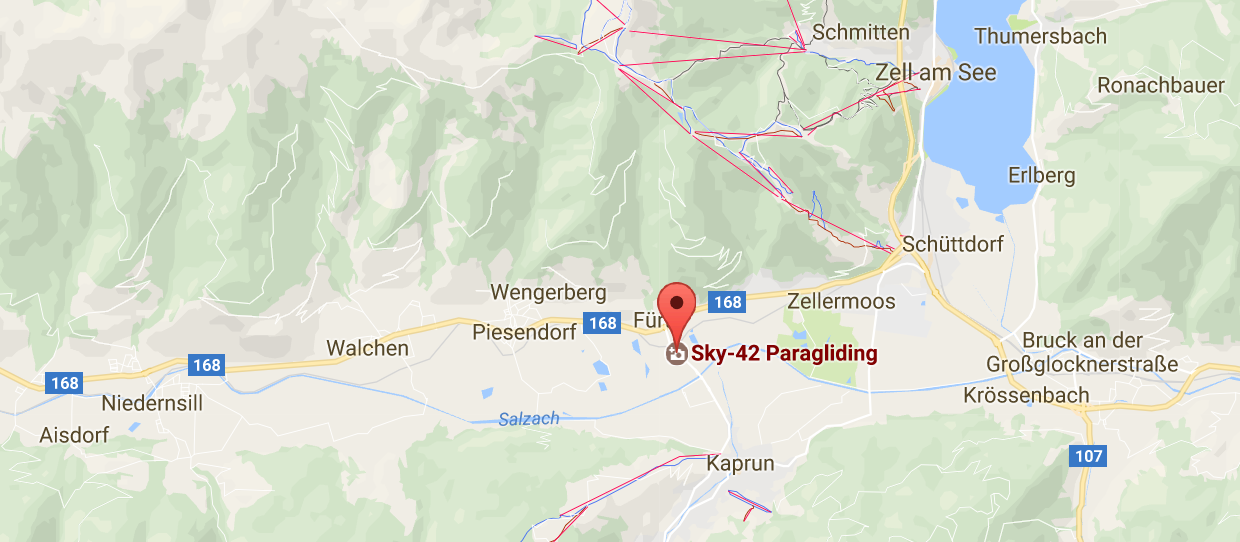 Schmitten
Thumersbach
Zell am See
Ronachbauer
Erlberg
Schüttdorf
Wengerberg
168
Zellermoos
Piesendorf
168
Walchen
Bruck an der
Großglocknerstraße
Sky-42 Paragliding
168
168
Niedernsill
Krössenbach
Salzach
Aisdorf
107
Kaprun